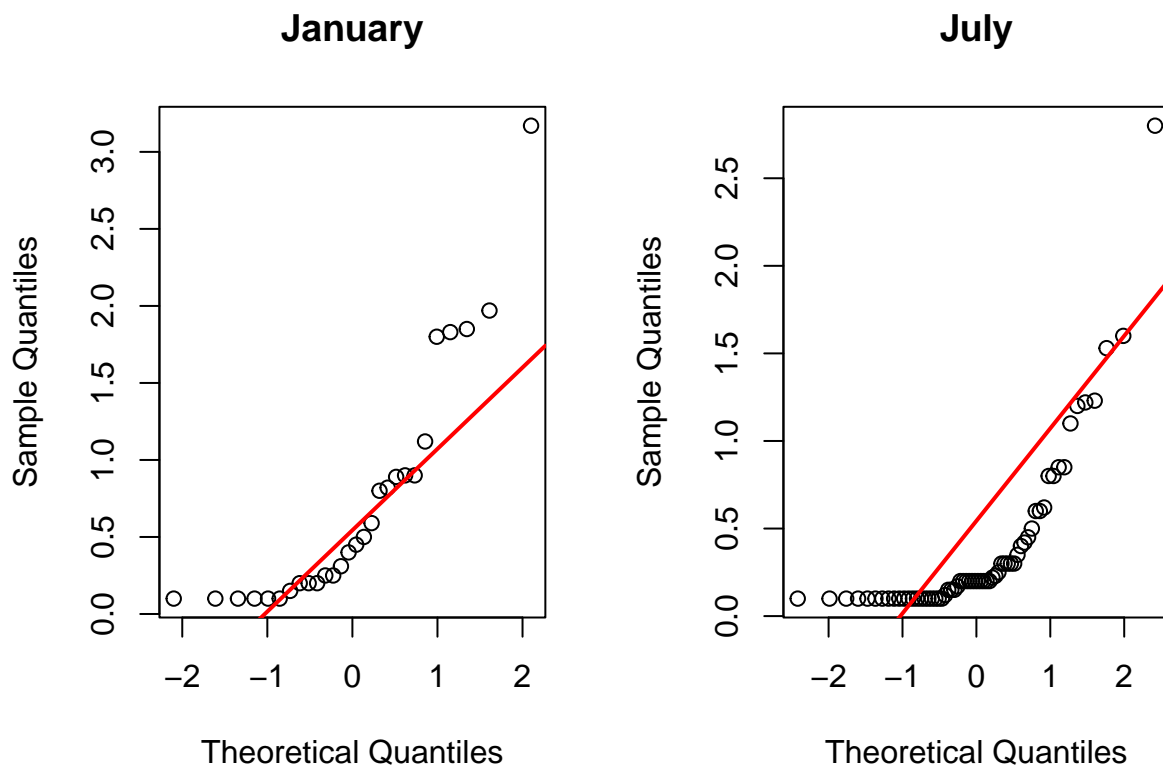 January
Sample Quantiles
0.0 0.5 1.0 1.5 2.0 2.5 3.0
−2 −1 0 1 2
Theoretical Quantiles
July
Sample Quantiles
0.0 0.5 1.0 1.5 2.0 2.5
−2 −1 0 1 2
Theoretical Quantiles